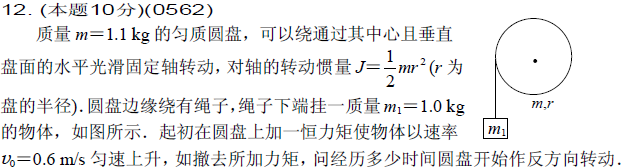 12. (本题10分)(0562)
质量 m＝1.1 kg 的匀质圆盘，可以绕通过其中心且垂直
盘面的水平光滑固定轴转动，对轴的转动惯量 J＝$\frac{1}{2}mr^2$ (r 为
盘的半径)．圆盘边缘绕有绳子，绳子下端挂一质量 m₁＝1.0 kg
的物体，如图所示．起初在圆盘上加一恒力矩使物体以速率
v₀＝0.6 m/s 匀速上升，如撤去所加力矩，问经历多少时间圆盘开始作反方向转动．
m,r
m₁